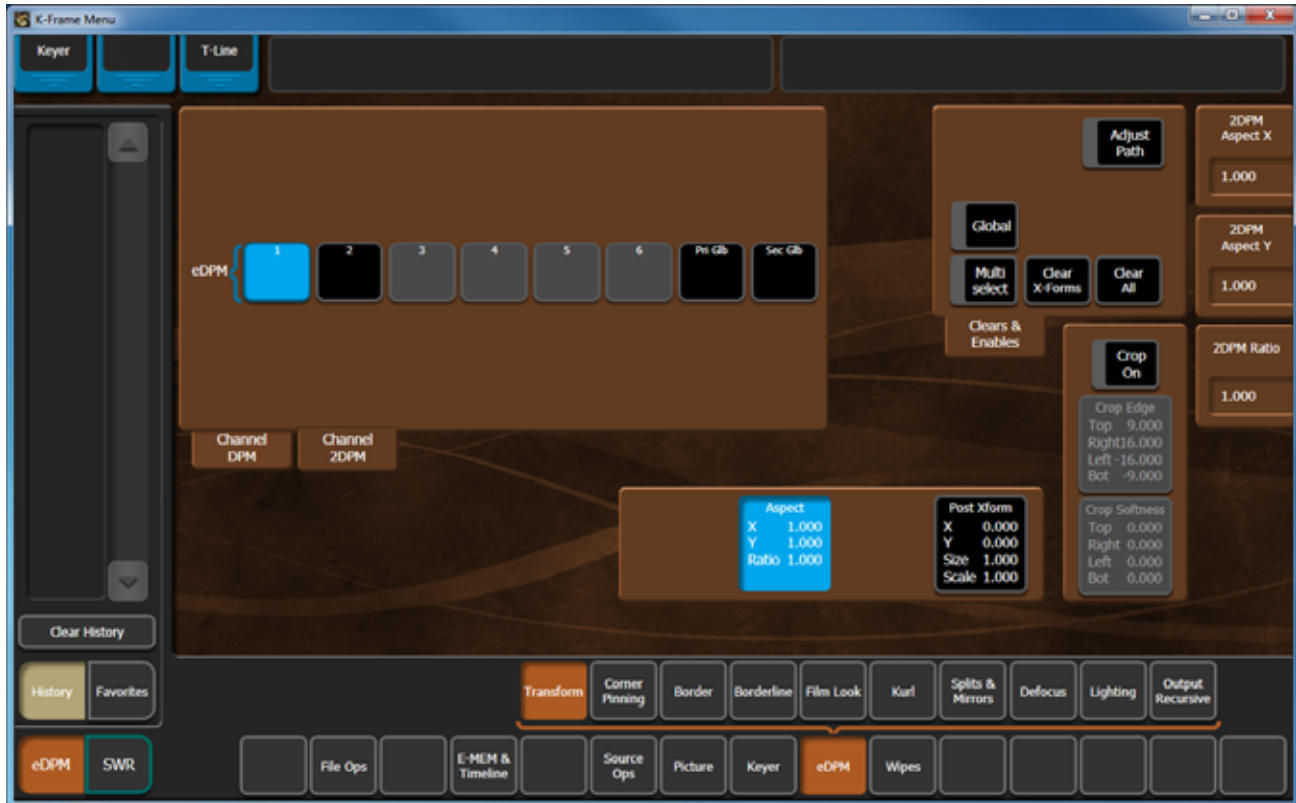 K-Frame Menu
Keyer
T-Line
Adjust
Path
2DPM
Aspect X
1.000
Global
2DPM
Aspect Y
1.000
eDPM
1
2
3
4
5
6
Pri Glb
Sec Glb
Multi
select
Clear
X-Forms
Clear
All
Clears &
Enables
2DPM Ratio
1.000
Crop
On
Crop Edge
Top 9.000
Right16.000
Left -16.000
Bot -9.000
Channel
DPM
Channel
2DPM
Aspect
X 1.000
Y 1.000
Ratio 1.000
Post Xform
X 0.000
Y 0.000
Size 1.000
Scale 1.000
Crop Softness
Top 0.000
Right 0.000
Left 0.000
Bot 0.000
Clear History
History
Favorites
Transform
Corner
Pinning
Border
Borderline
Film Look
Kurl
Splits &
Mirrors
Defocus
Lighting
Output
Recursive
eDPM
SWR
File Ops
E-MEM &
Timeline
Source
Ops
Picture
Keyer
eDPM
Wipes